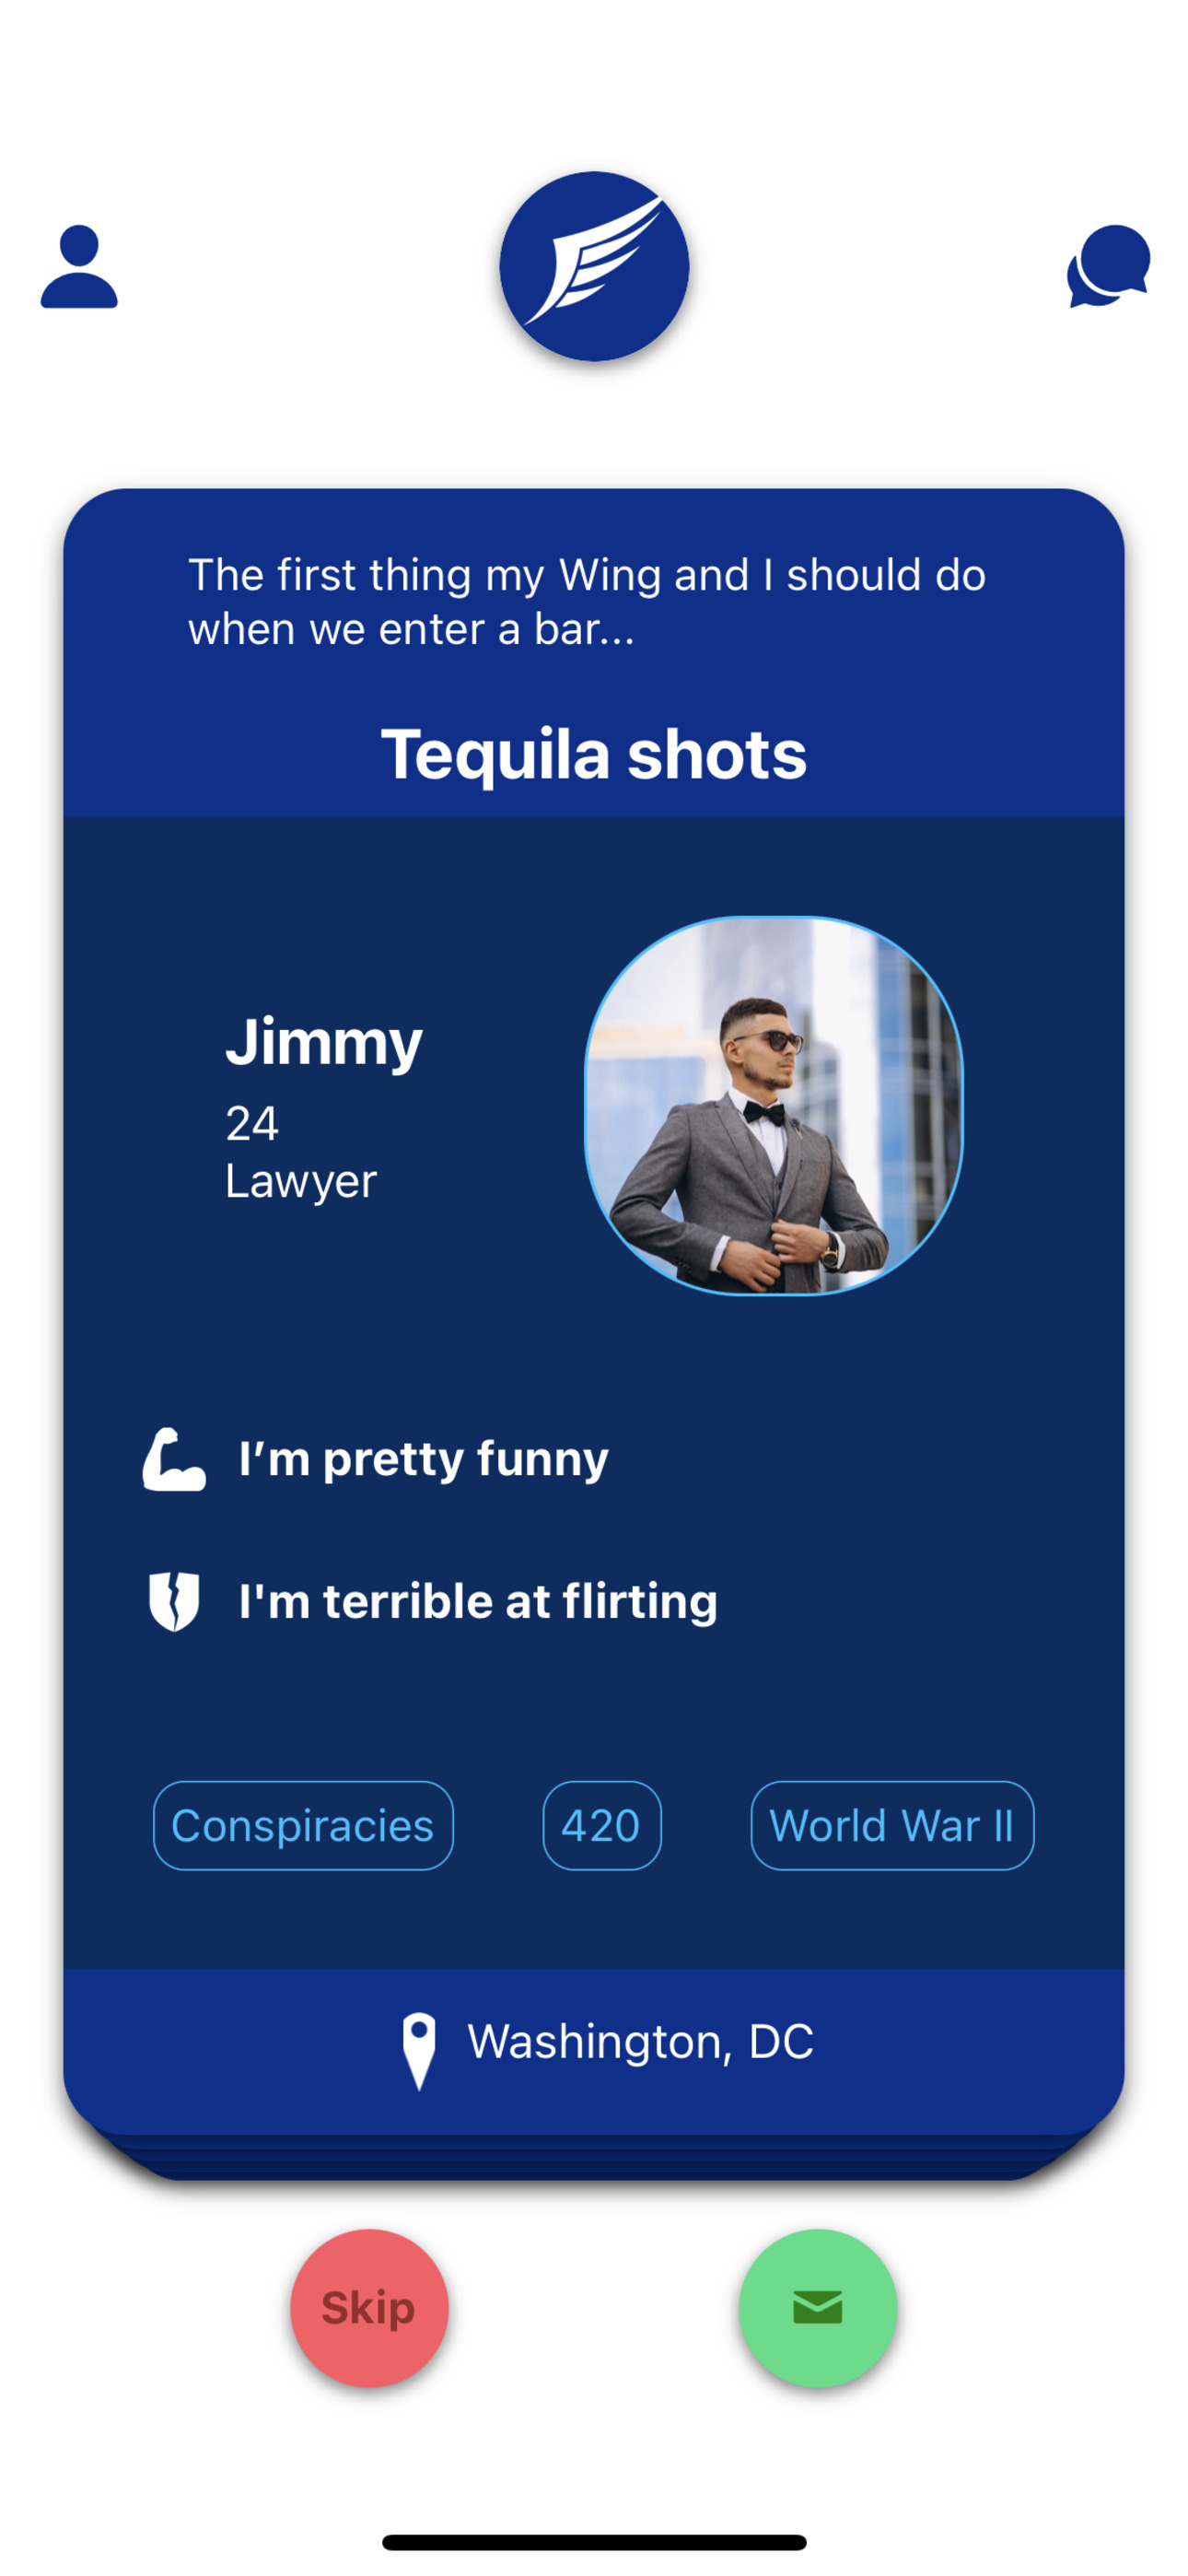 The first thing my Wing and I should do
when we enter a bar...
Tequila shots
Jimmy
24
Lawyer
I’m pretty funny
I'm terrible at flirting
Conspiracies
420
World War II
Washington, DC
Skip